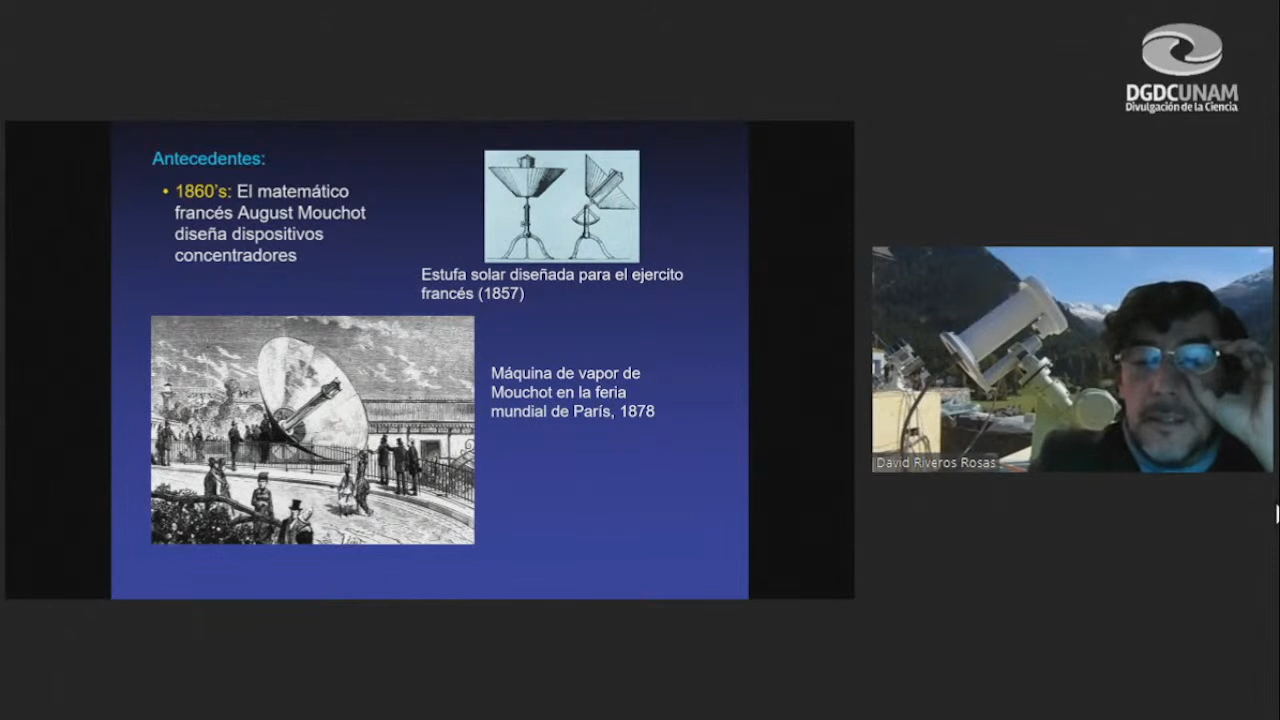 DGDCUNAM
Divulgación de la Ciencia
Antecedentes:
• 1860's: El matemático
francés August Mouchot
diseña dispositivos
concentradores
Estufa solar diseñada para el ejercito
francés (1857)
Máquina de vapor de
Mouchot en la feria
mundial de París, 1878
David Riveros Rosas